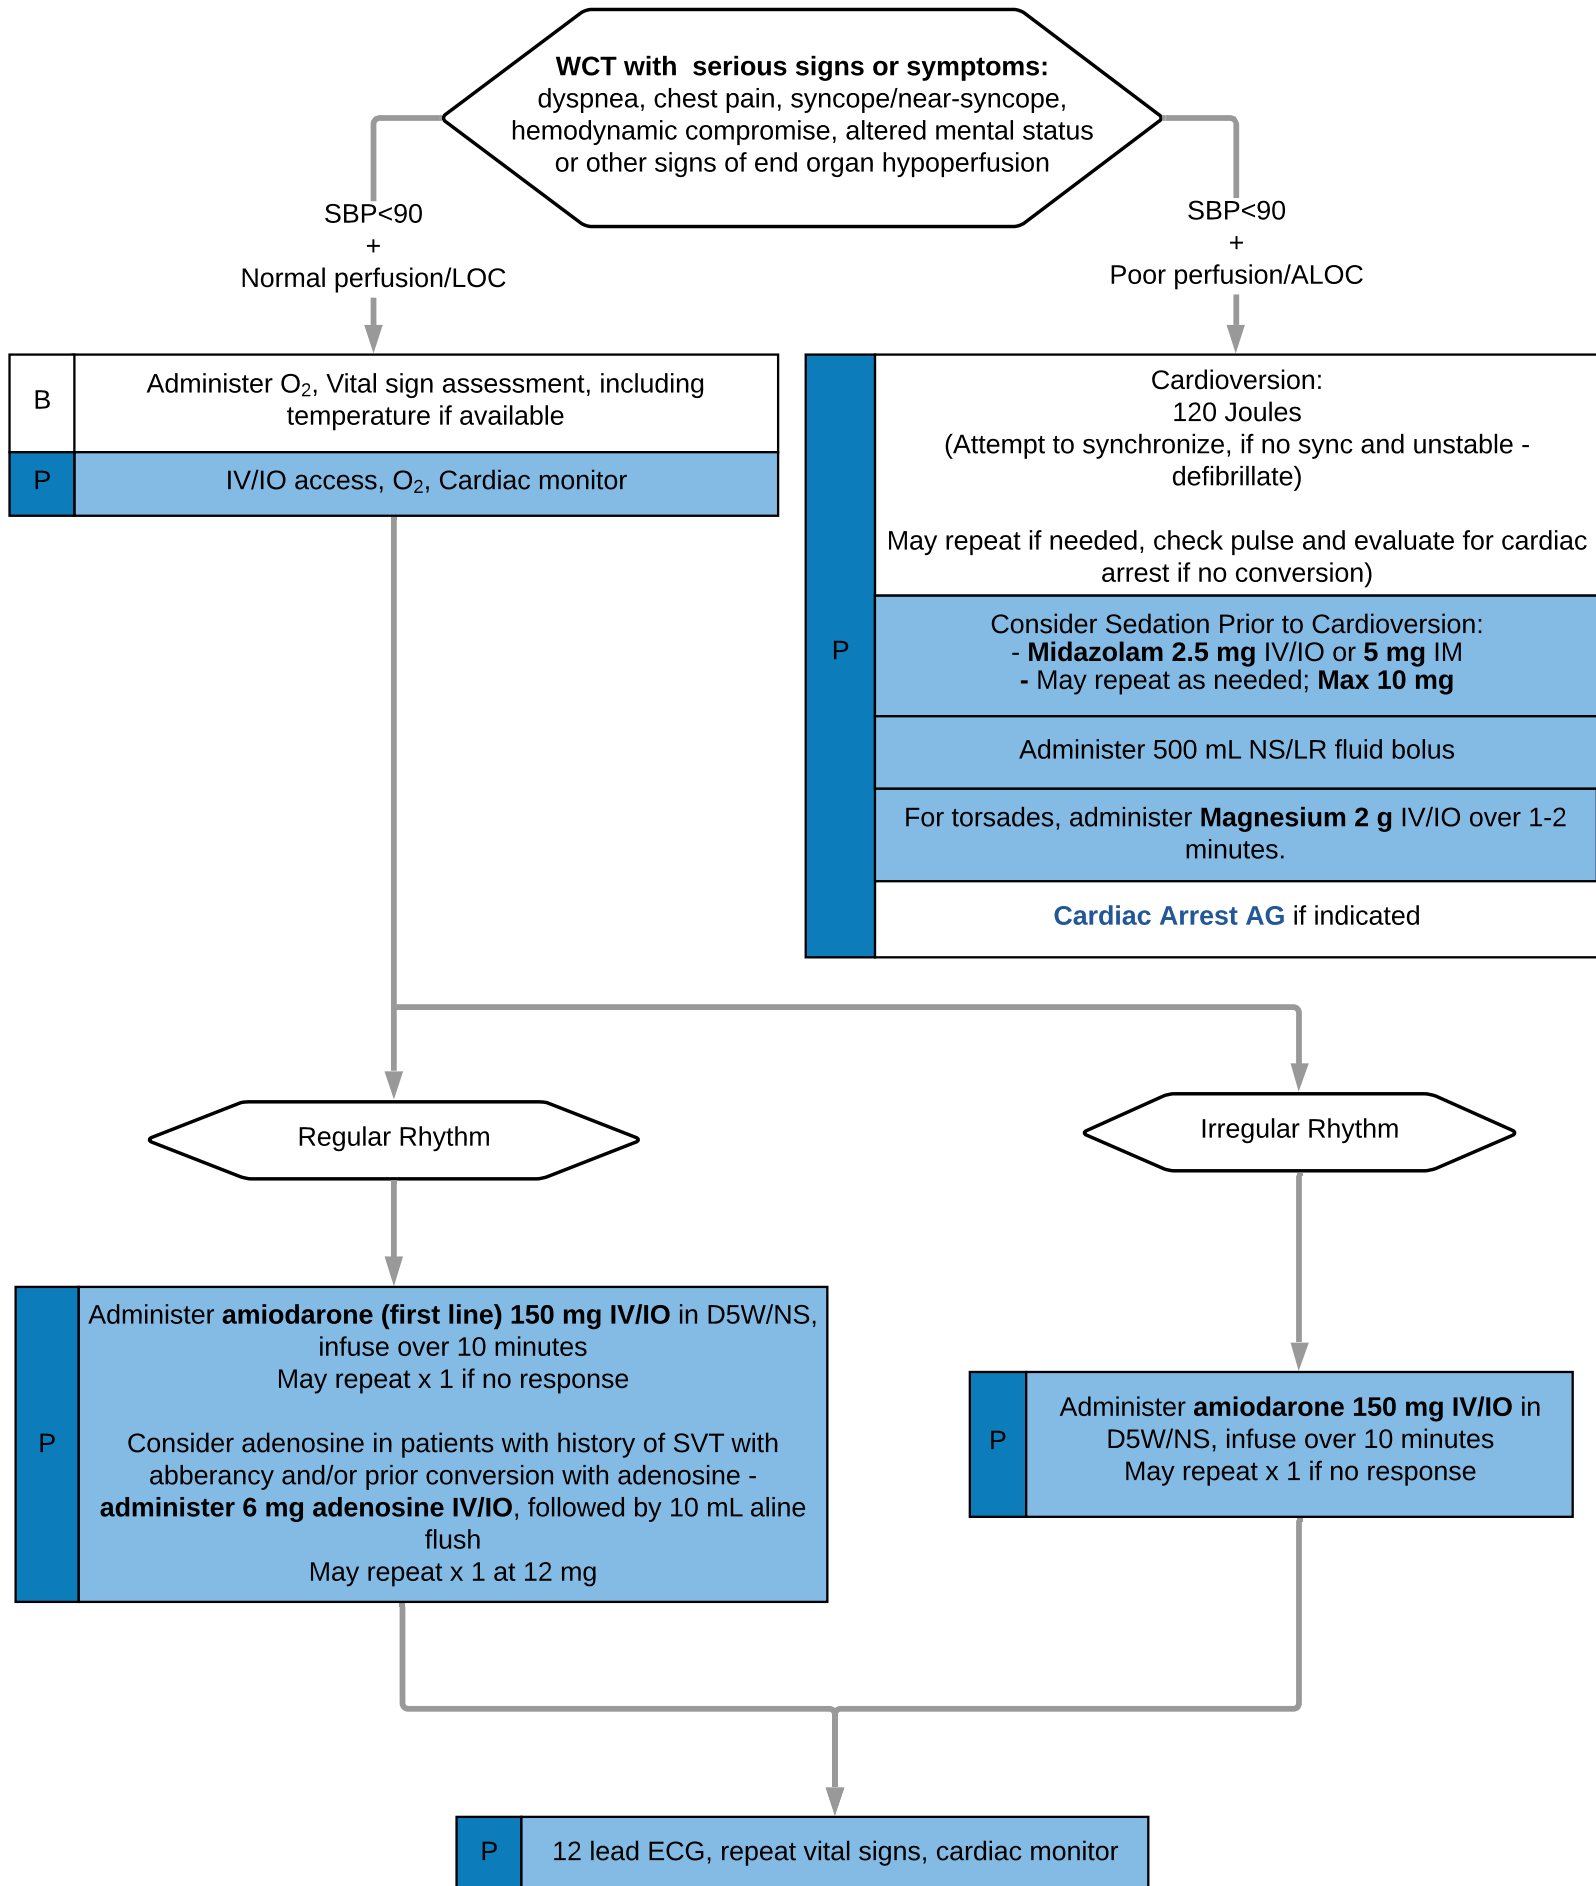 WCT with  serious signs or symptoms:
dyspnea, chest pain, syncope/near-syncope,
hemodynamic compromise, altered mental status
or other signs of end organ hypoperfusion
SBP<90
+
Normal perfusion/LOC
SBP<90
+
Poor perfusion/ALOC
B
Administer O₂, Vital sign assessment, including
temperature if available
P
IV/IO access, O₂, Cardiac monitor
P
Cardioversion:
120 Joules
(Attempt to synchronize, if no sync and unstable -
defibrillate)
May repeat if needed, check pulse and evaluate for cardiac
arrest if no conversion)
Consider Sedation Prior to Cardioversion:
- Midazolam 2.5 mg IV/IO or 5 mg IM
- May repeat as needed; Max 10 mg
Administer 500 mL NS/LR fluid bolus
For torsades, administer Magnesium 2 g IV/IO over 1-2
minutes.
Cardiac Arrest AG if indicated
Regular Rhythm
Irregular Rhythm
P
Administer amiodarone (first line) 150 mg IV/IO in D5W/NS,
infuse over 10 minutes
May repeat x 1 if no response
Consider adenosine in patients with history of SVT with
abberancy and/or prior conversion with adenosine -
administer 6 mg adenosine IV/IO, followed by 10 mL aline
flush
May repeat x 1 at 12 mg
P
Administer amiodarone 150 mg IV/IO in
D5W/NS, infuse over 10 minutes
May repeat x 1 if no response
P
12 lead ECG, repeat vital signs, cardiac monitor